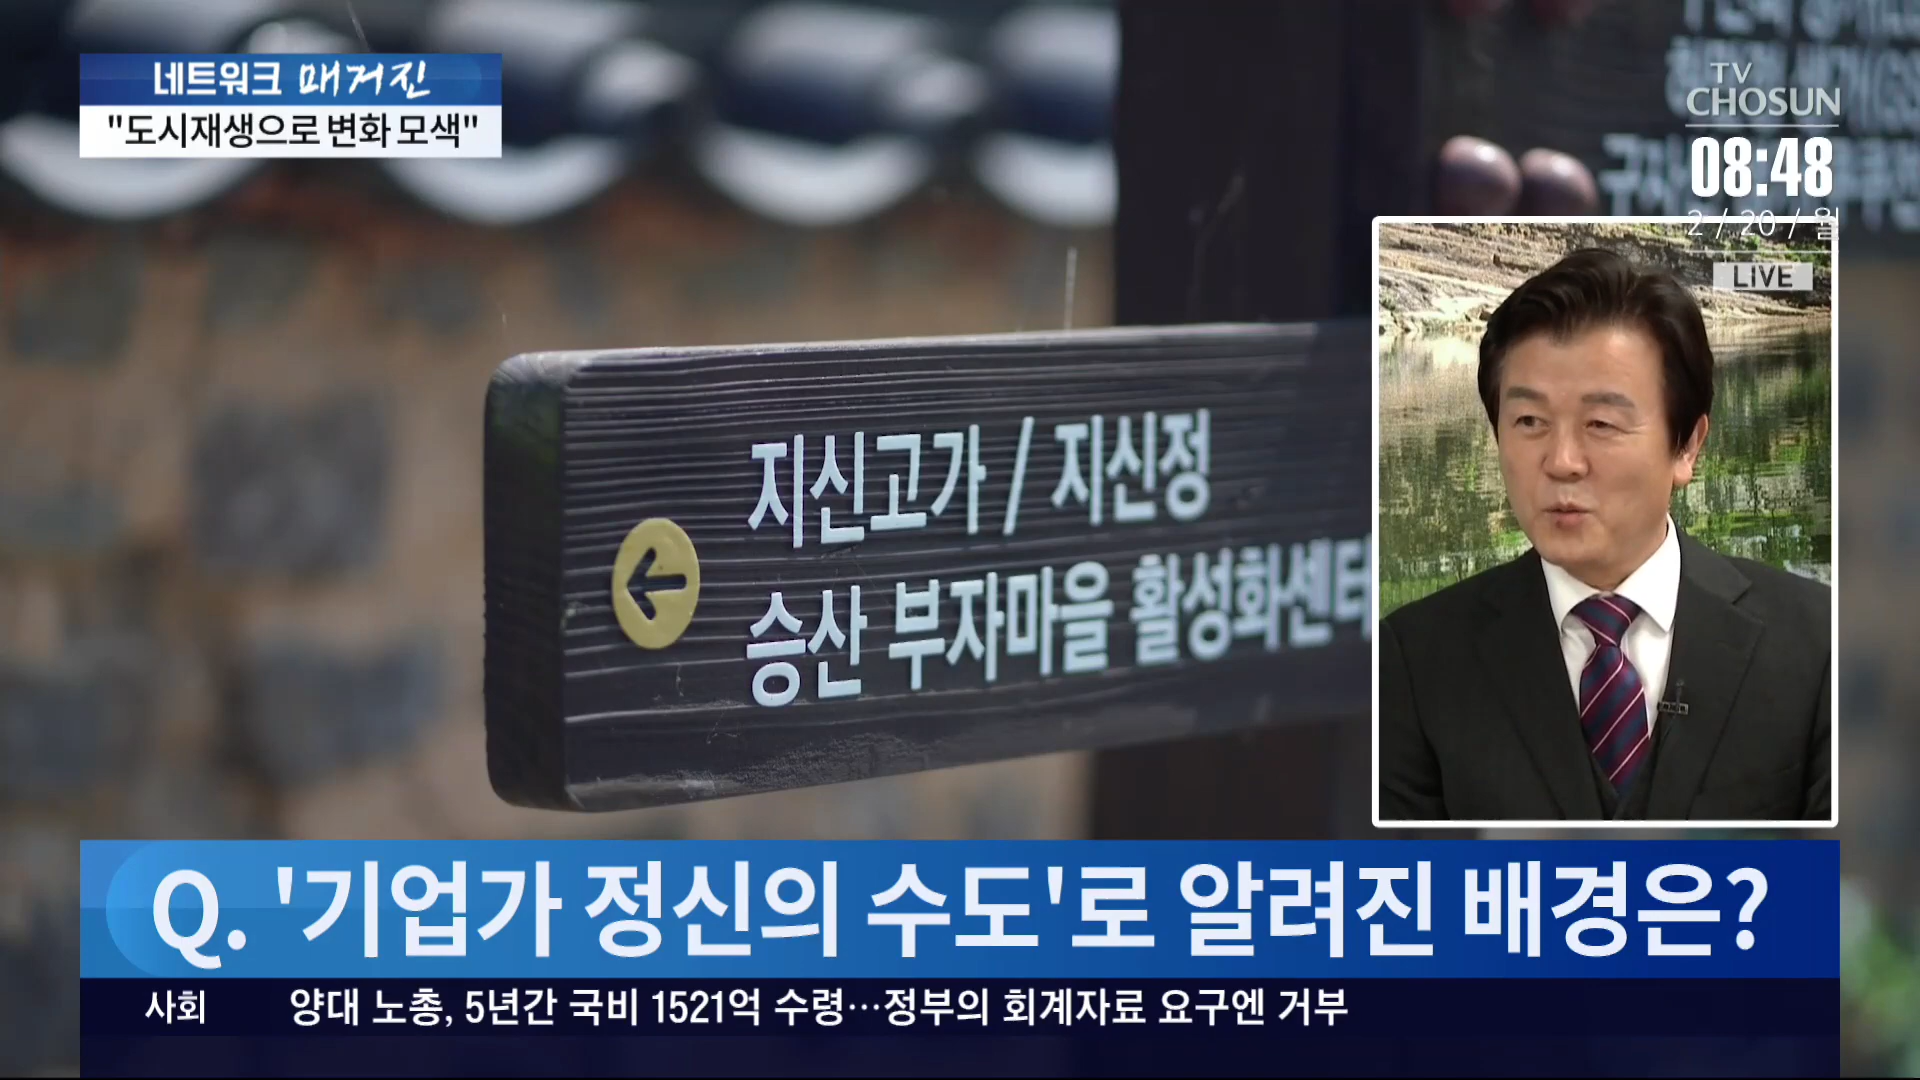 네트워크 매거진
"도시재생으로 변화 모색"
TV
CHOSUN
08:48
2 / 20 / 월
LIVE
지신고가 / 지신정
승산 부자마을 활성화센터
Q. '기업가 정신의 수도'로 알려진 배경은?
사회 양대 노총, 5년간 국비 1521억 수령…정부의 회계자료 요구엔 거부